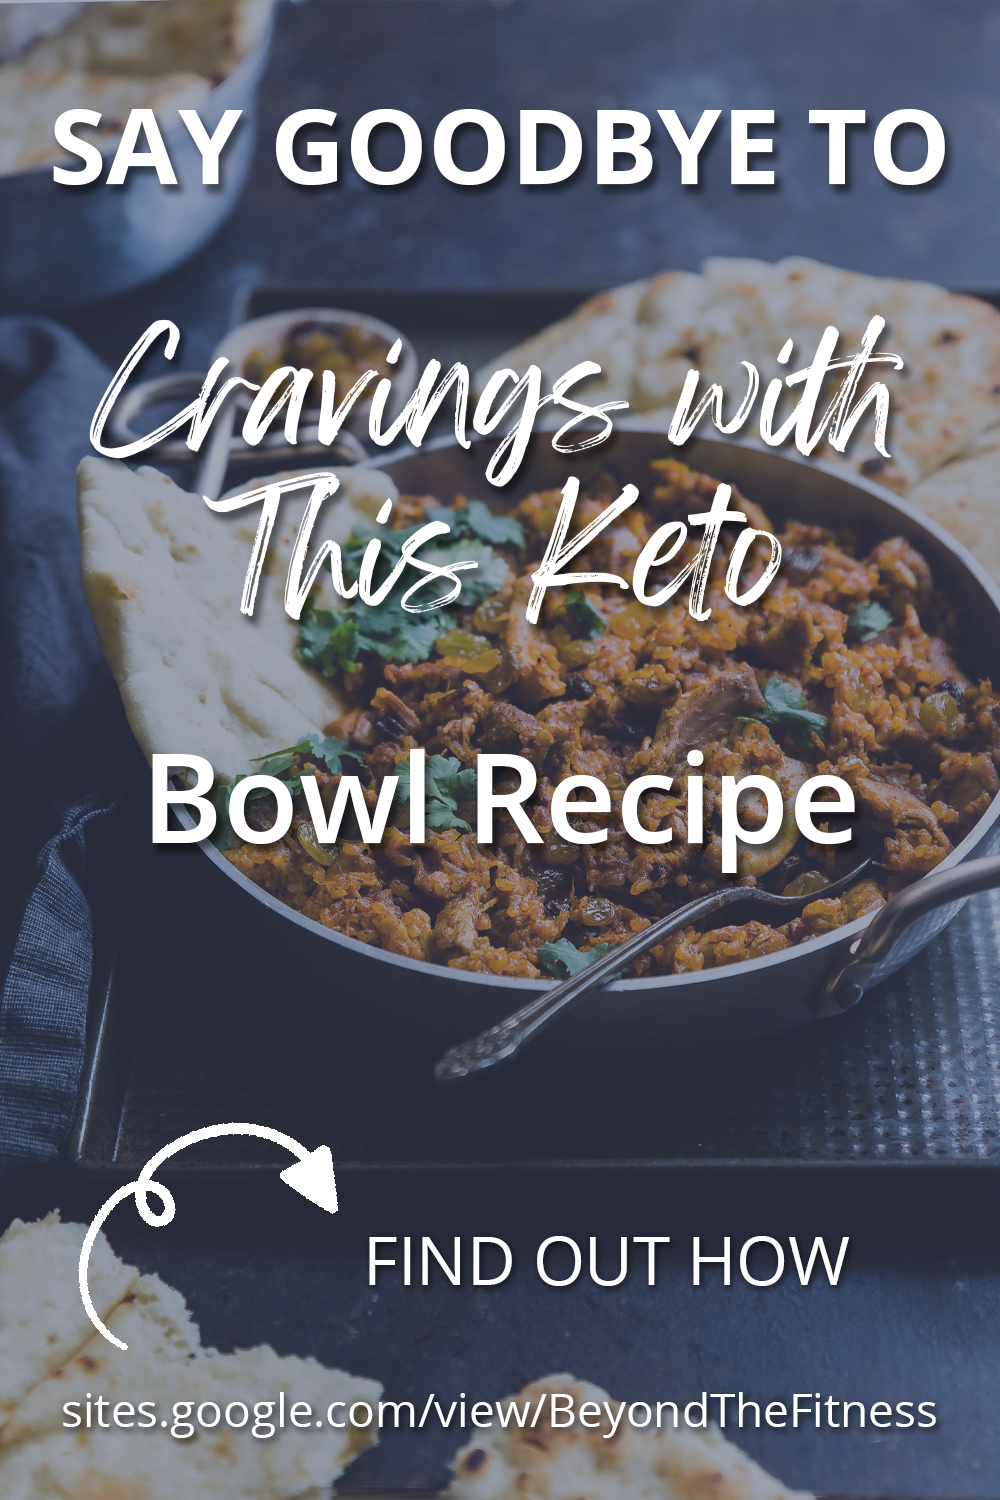 SAY GOODBYE TO
Cravings with
This Keto
Bowl Recipe
FIND OUT HOW
sites.google.com/view/BeyondTheFitness